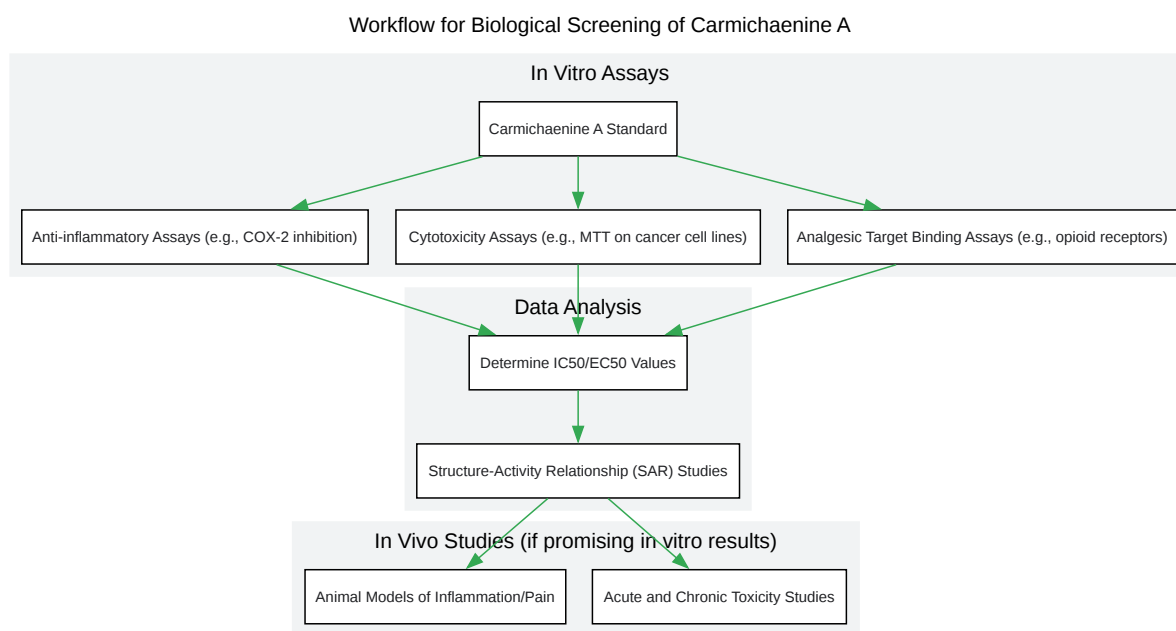 Workflow for Biological Screening of Carmichaenine A
In Vitro Assays
Carmichaenine A Standard
Anti-inflammatory Assays (e.g., COX-2 inhibition)
Cytotoxicity Assays (e.g., MTT on cancer cell lines)
Analgesic Target Binding Assays (e.g., opioid receptors)
Data Analysis
Determine IC50/EC50 Values
Structure-Activity Relationship (SAR) Studies
In Vivo Studies (if promising in vitro results)
Animal Models of Inflammation/Pain
Acute and Chronic Toxicity Studies